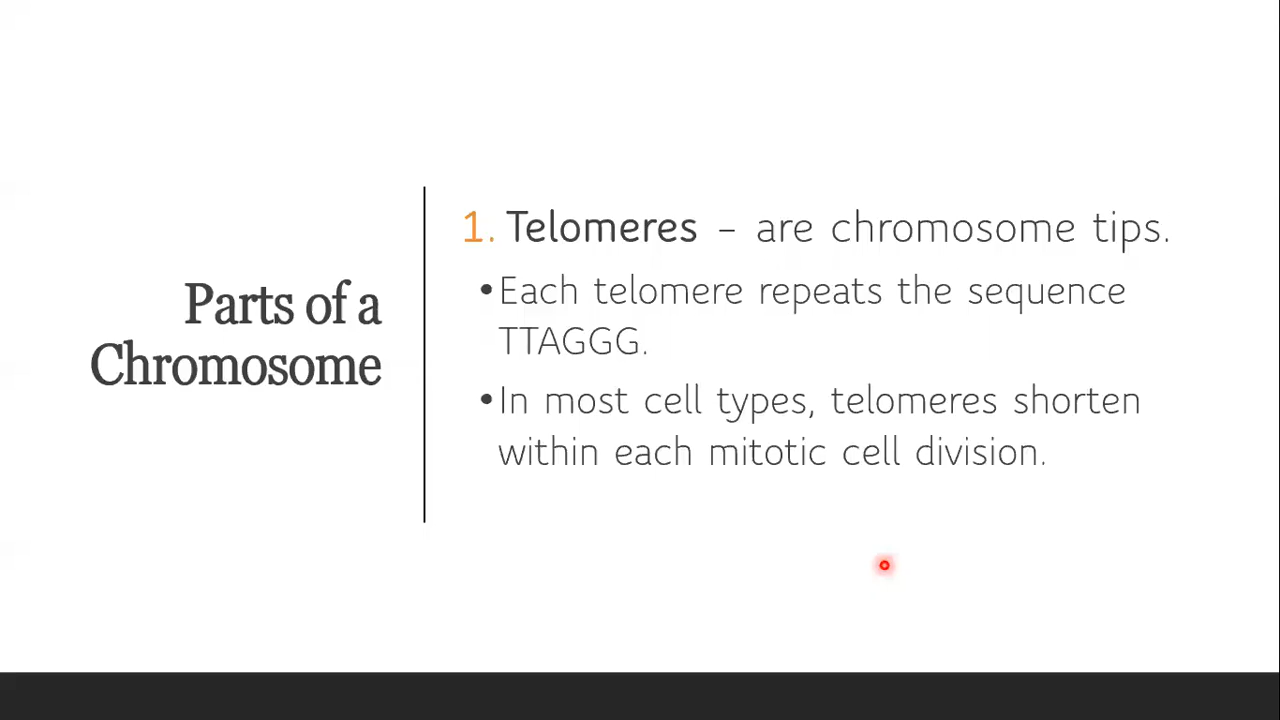 Parts of a
Chromosome
1. Telomeres – are chromosome tips.
•Each telomere repeats the sequence
TTAGGG.
•In most cell types, telomeres shorten
within each mitotic cell division.